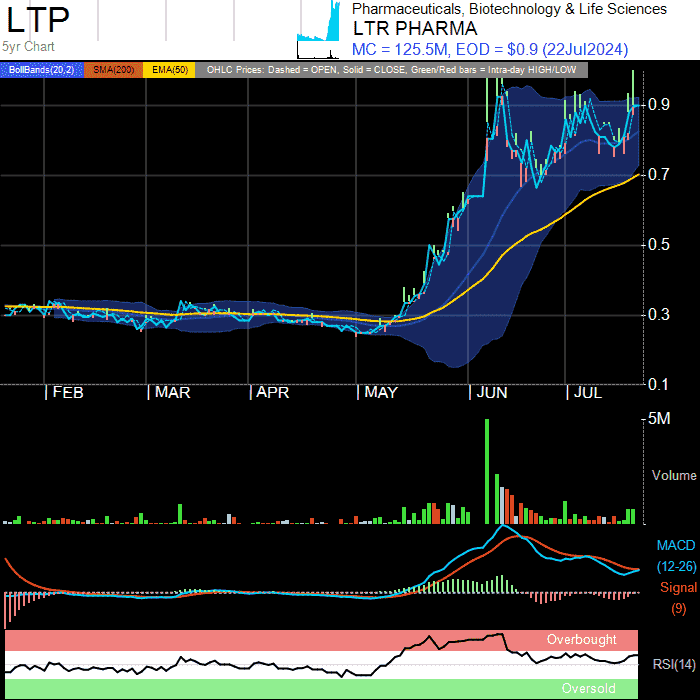 LTP
5yr Chart
Pharmaceuticals, Biotechnology & Life Sciences
LTR PHARMA
MC = 125.5M, EOD = $0.9 (22Jul2024)
BollBands(20,2) SMA(200) EMA(50) OHLC Prices: Dashed = OPEN, Solid = CLOSE, Green/Red bars = Intra-day HIGH/LOW
0.9
0.7
0.5
0.3
0.1
FEB MAR APR MAY JUN JUL
5M
Volume
MACD
(12-26)
Signal
(9)
Overbought
RSI(14)
Oversold